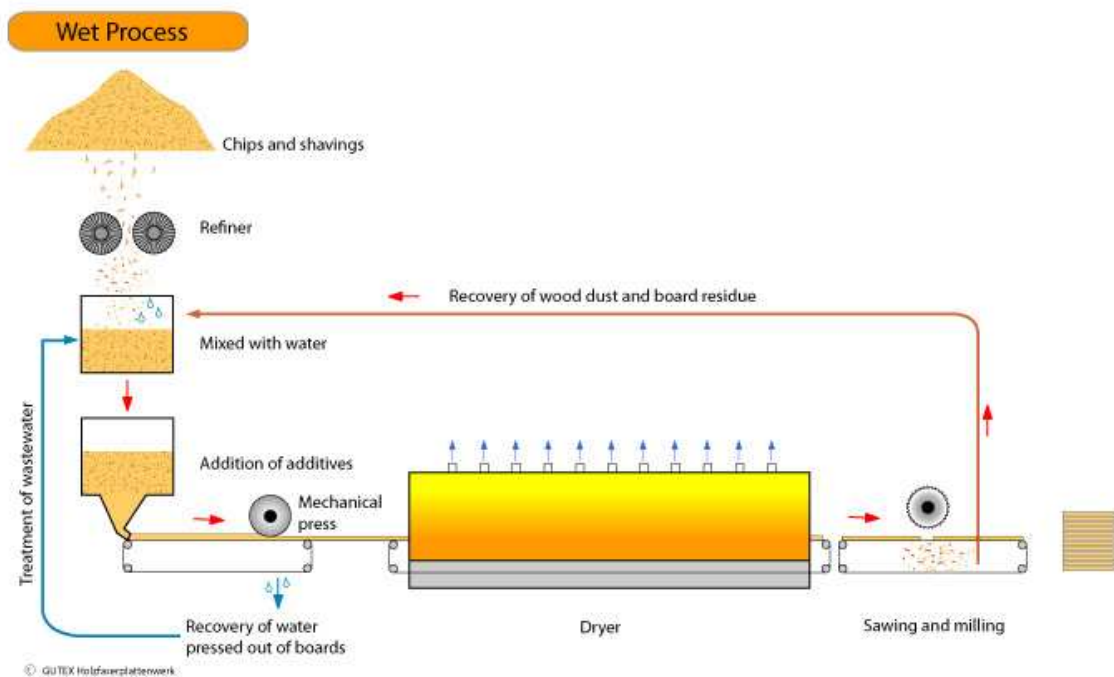 Wet Process
Chips and shavings
Refiner
Recovery of wood dust and board residue
Mixed with water
Treatment of wastewater
Addition of additives
Mechanical
press
Recovery of water
pressed out of boards
Dryer
Sawing and milling
© GUTEX Holzfaserplattenwerk